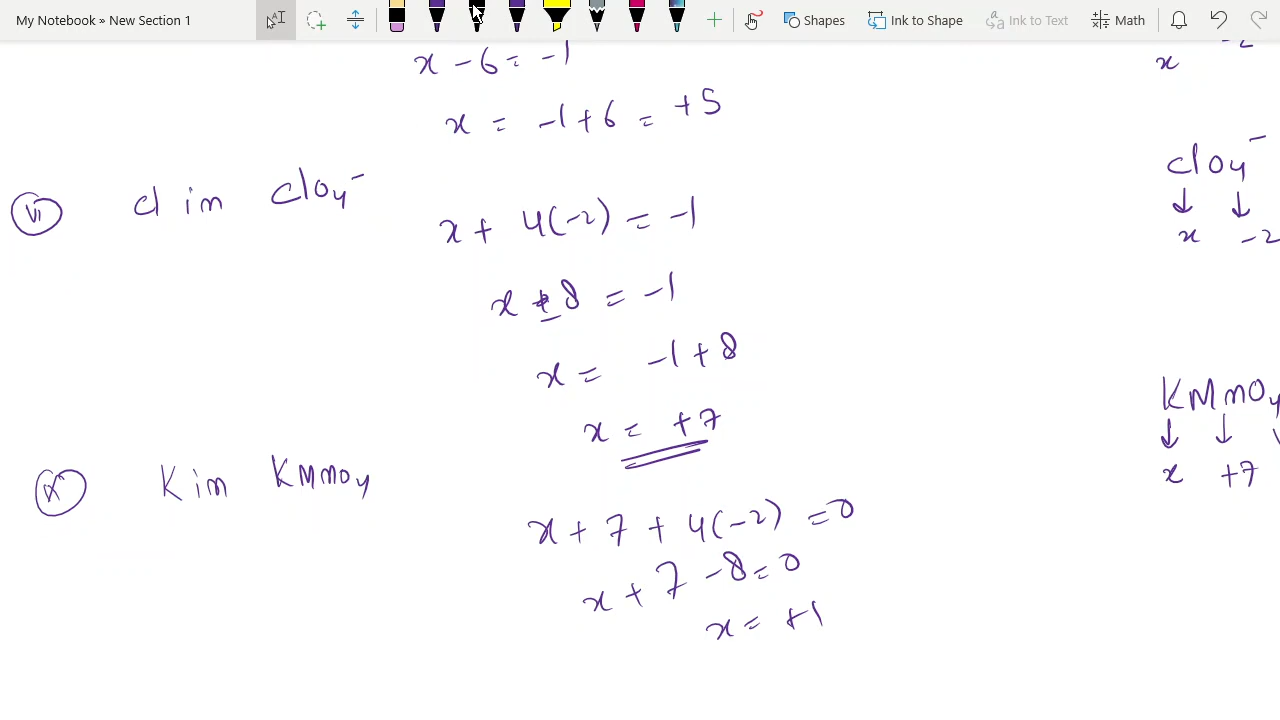 My Notebook » New Section 1
Shapes Ink to Shape Ink to Text Math
x - 6 = -1
x = -1+6 = +5
-2
x
(vi) Cl in ClO4⁻
x + 4(-2) = -1
x - 8 = -1
x = -1+8
x = +7
ClO4⁻
↓ ↓
x -2
K in KMnO4
x + 7 + 4(-2) = 0
x + 7 - 8 = 0
x = +1
KMnO4
↓ ↓
x +7